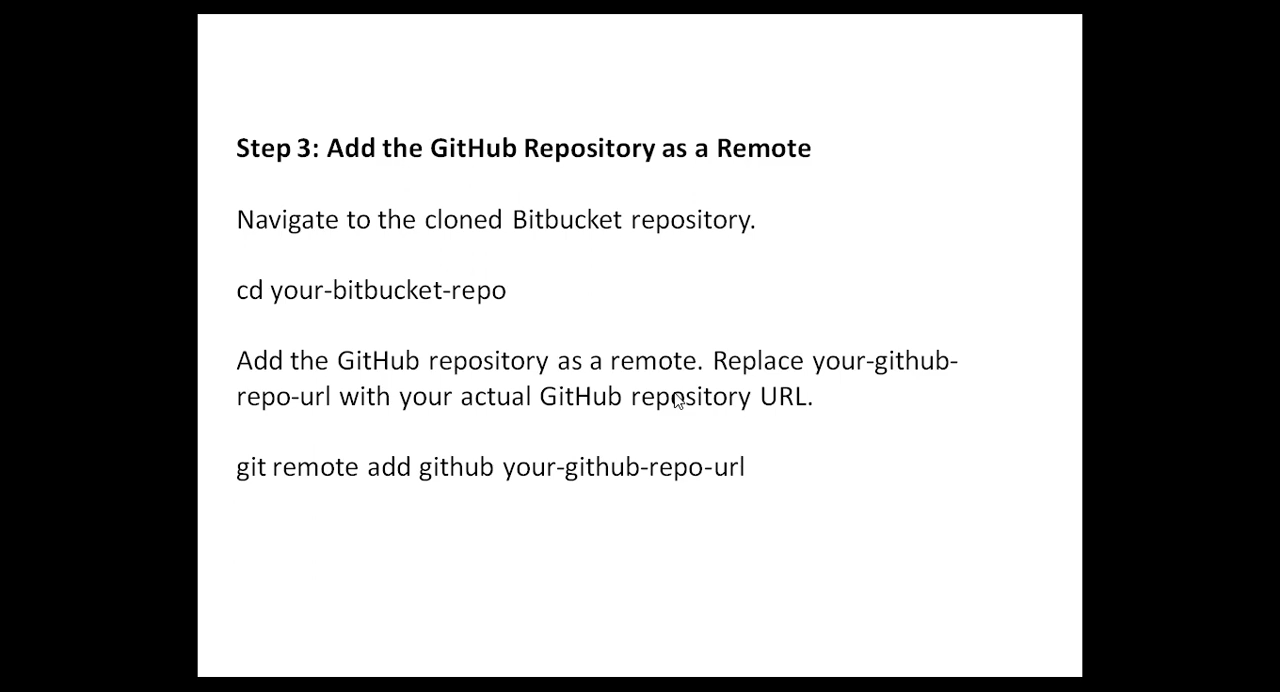 Step 3: Add the GitHub Repository as a Remote
Navigate to the cloned Bitbucket repository.
cd your-bitbucket-repo
Add the GitHub repository as a remote. Replace your-github-
repo-url with your actual GitHub repository URL.
git remote add github your-github-repo-url